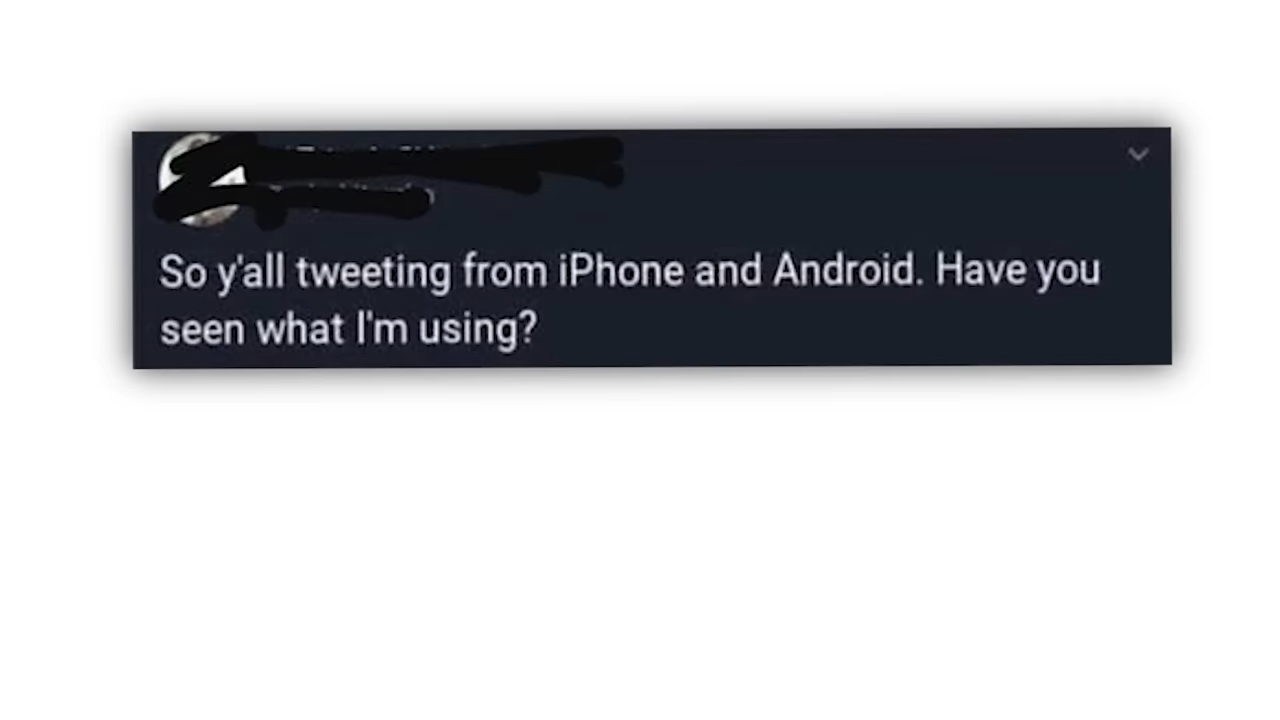 So y'all tweeting from iPhone and Android. Have you
seen what I'm using?